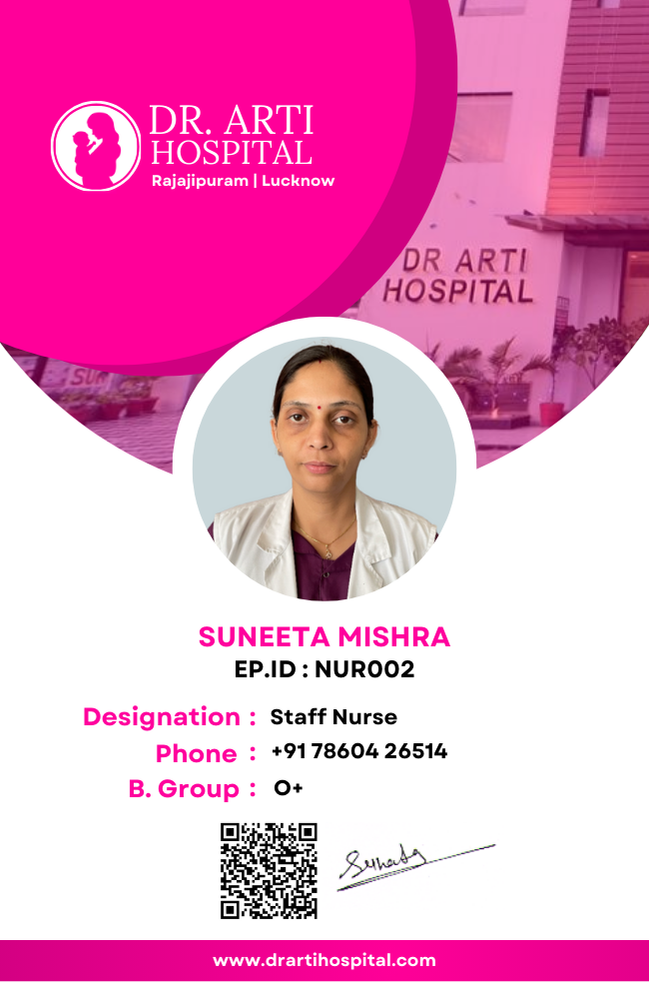 DR. ARTI
HOSPITAL
Rajajipuram | Lucknow
DR ARTI
HOSPITAL
SUNEETA MISHRA
EP.ID : NUR002
Designation : Staff Nurse
Phone : +91 78604 26514
B. Group : O+
www.drartihospital.com